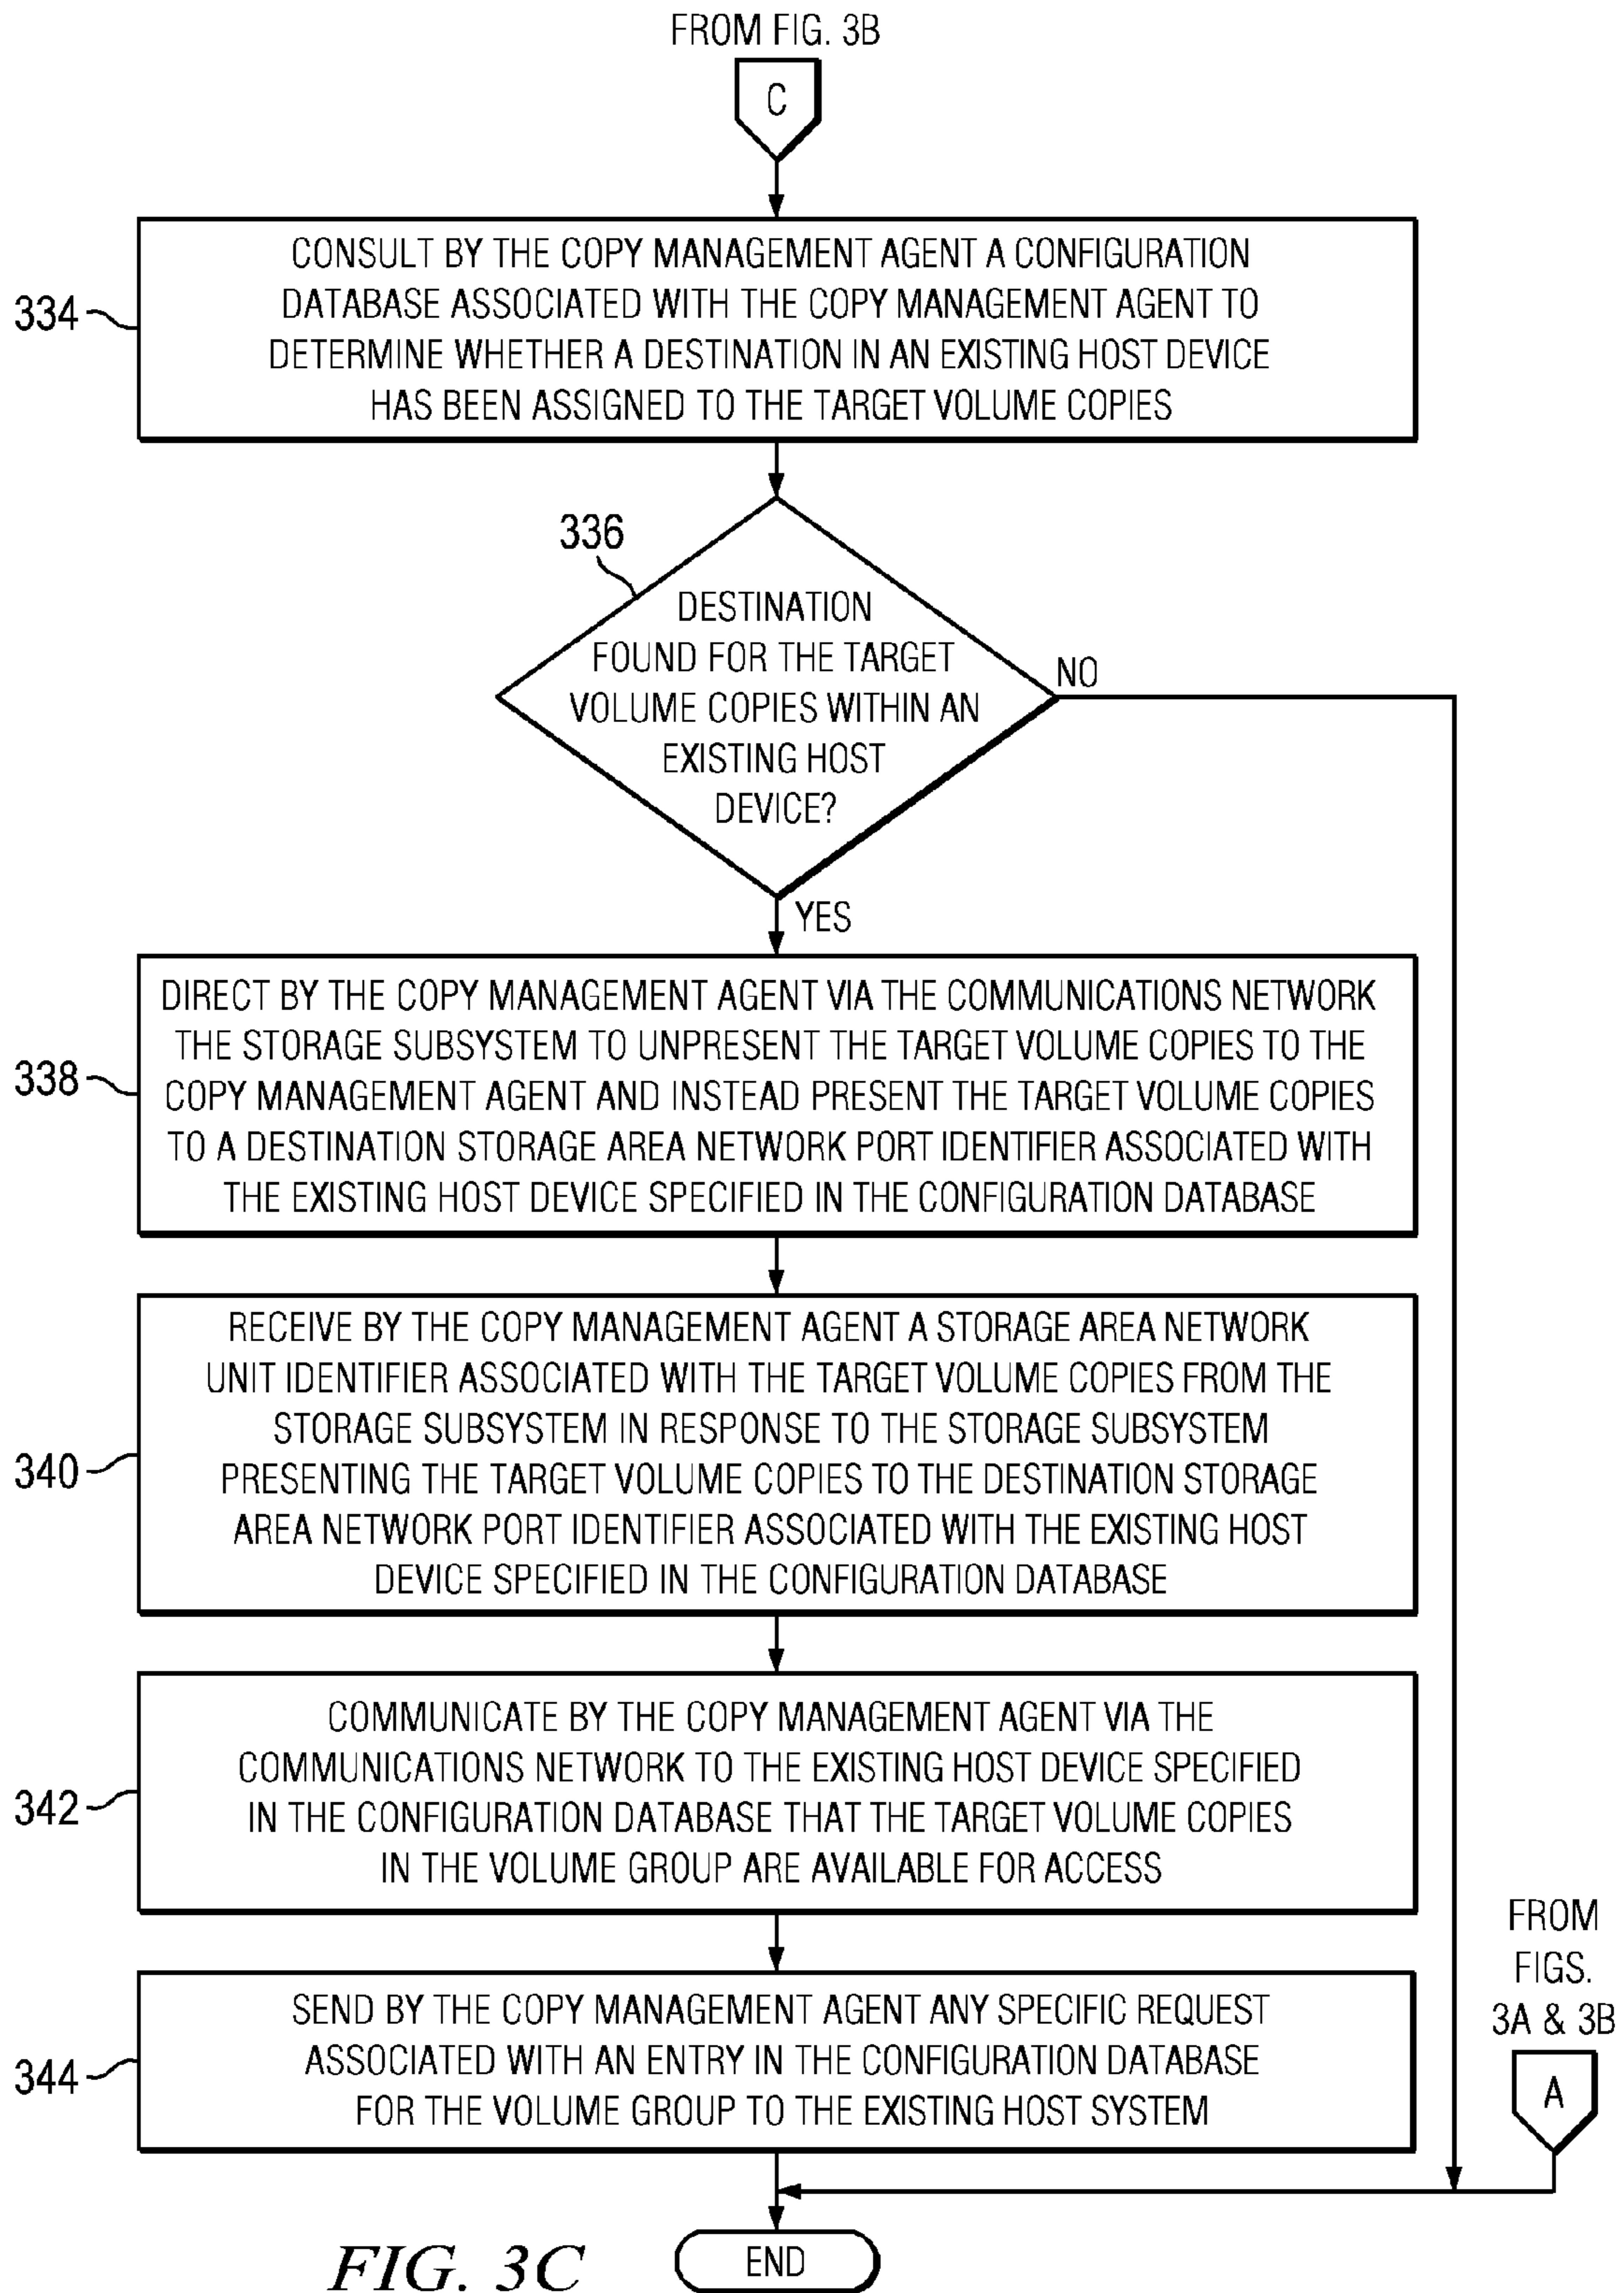 FROM FIG. 3B
C
334
CONSULT BY THE COPY MANAGEMENT AGENT A CONFIGURATION
DATABASE ASSOCIATED WITH THE COPY MANAGEMENT AGENT TO
DETERMINE WHETHER A DESTINATION IN AN EXISTING HOST DEVICE
HAS BEEN ASSIGNED TO THE TARGET VOLUME COPIES
336
DESTINATION
FOUND FOR THE TARGET
VOLUME COPIES WITHIN AN
EXISTING HOST
DEVICE?
NO
YES
338
DIRECT BY THE COPY MANAGEMENT AGENT VIA THE COMMUNICATIONS NETWORK
THE STORAGE SUBSYSTEM TO UNPRESENT THE TARGET VOLUME COPIES TO THE
COPY MANAGEMENT AGENT AND INSTEAD PRESENT THE TARGET VOLUME COPIES
TO A DESTINATION STORAGE AREA NETWORK PORT IDENTIFIER ASSOCIATED WITH
THE EXISTING HOST DEVICE SPECIFIED IN THE CONFIGURATION DATABASE
340
RECEIVE BY THE COPY MANAGEMENT AGENT A STORAGE AREA NETWORK
UNIT IDENTIFIER ASSOCIATED WITH THE TARGET VOLUME COPIES FROM THE
STORAGE SUBSYSTEM IN RESPONSE TO THE STORAGE SUBSYSTEM
PRESENTING THE TARGET VOLUME COPIES TO THE DESTINATION STORAGE
AREA NETWORK PORT IDENTIFIER ASSOCIATED WITH THE EXISTING HOST
DEVICE SPECIFIED IN THE CONFIGURATION DATABASE
342
COMMUNICATE BY THE COPY MANAGEMENT AGENT VIA THE
COMMUNICATIONS NETWORK TO THE EXISTING HOST DEVICE SPECIFIED
IN THE CONFIGURATION DATABASE THAT THE TARGET VOLUME COPIES
IN THE VOLUME GROUP ARE AVAILABLE FOR ACCESS
344
SEND BY THE COPY MANAGEMENT AGENT ANY SPECIFIC REQUEST
ASSOCIATED WITH AN ENTRY IN THE CONFIGURATION DATABASE
FOR THE VOLUME GROUP TO THE EXISTING HOST SYSTEM
FROM
FIGS.
3A & 3B
A
END
FIG. 3C